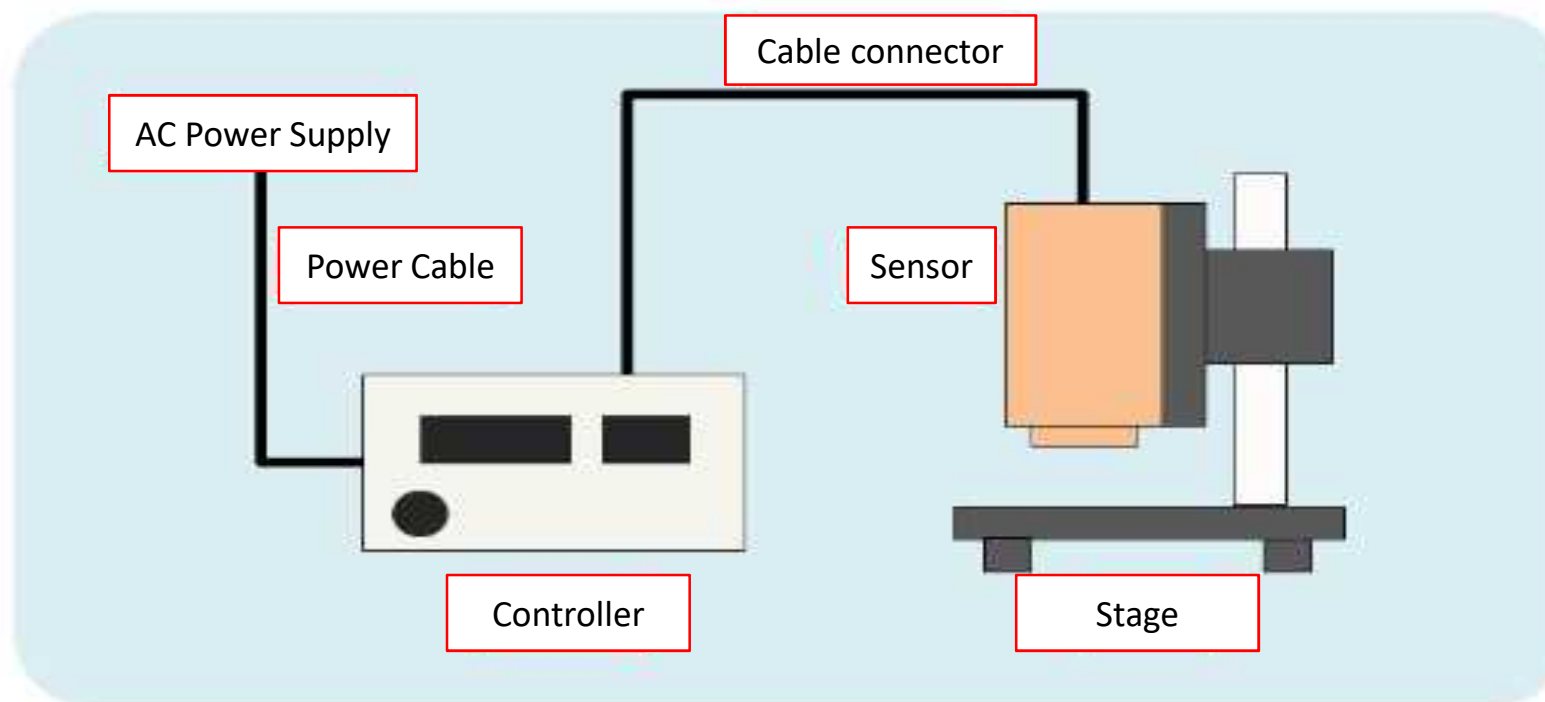 Cable connector
AC Power Supply
Power Cable
Sensor
Controller
Stage